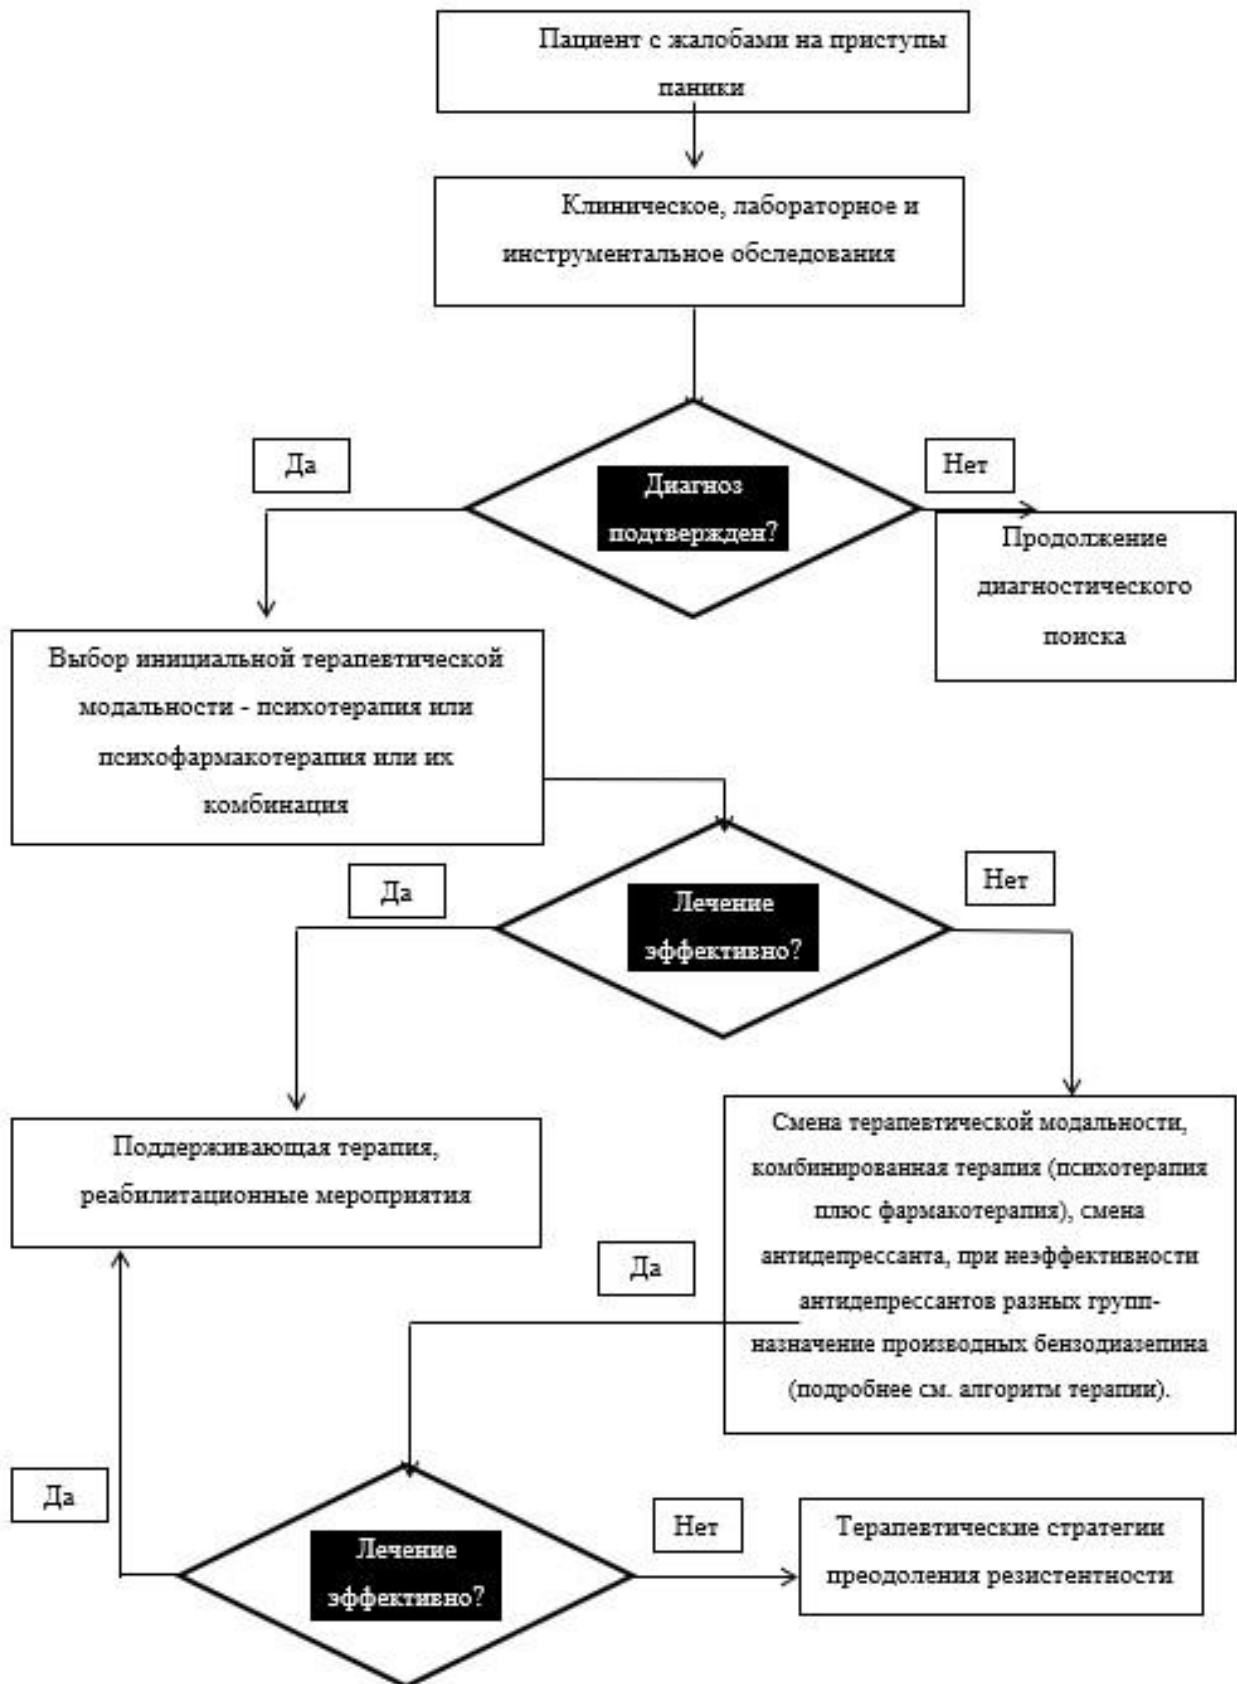 Пациент с жалобами на приступы
паники
Клиническое, лабораторное и
инструментальное обследования
Да
Диагноз
подтвержден?
Нет
Продолжение
диагностического
поиска
Выбор инициальной терапевтической
модальности - психотерапия или
психофармакотерапия или их
комбинация
Да
Лечение
эффективно?
Нет
Поддерживающая терапия,
реабилитационные мероприятия
Смена терапевтической модальности,
комбинированная терапия (психотерапия
плюс фармакотерапия), смена
антидепрессанта, при неэффективности
антидепрессантов разных групп-
назначение производных бензодиазепина
(подробнее см. алгоритм терапии).
Да
Да
Лечение
эффективно?
Нет
Терапевтические стратегии
преодоления резистентности